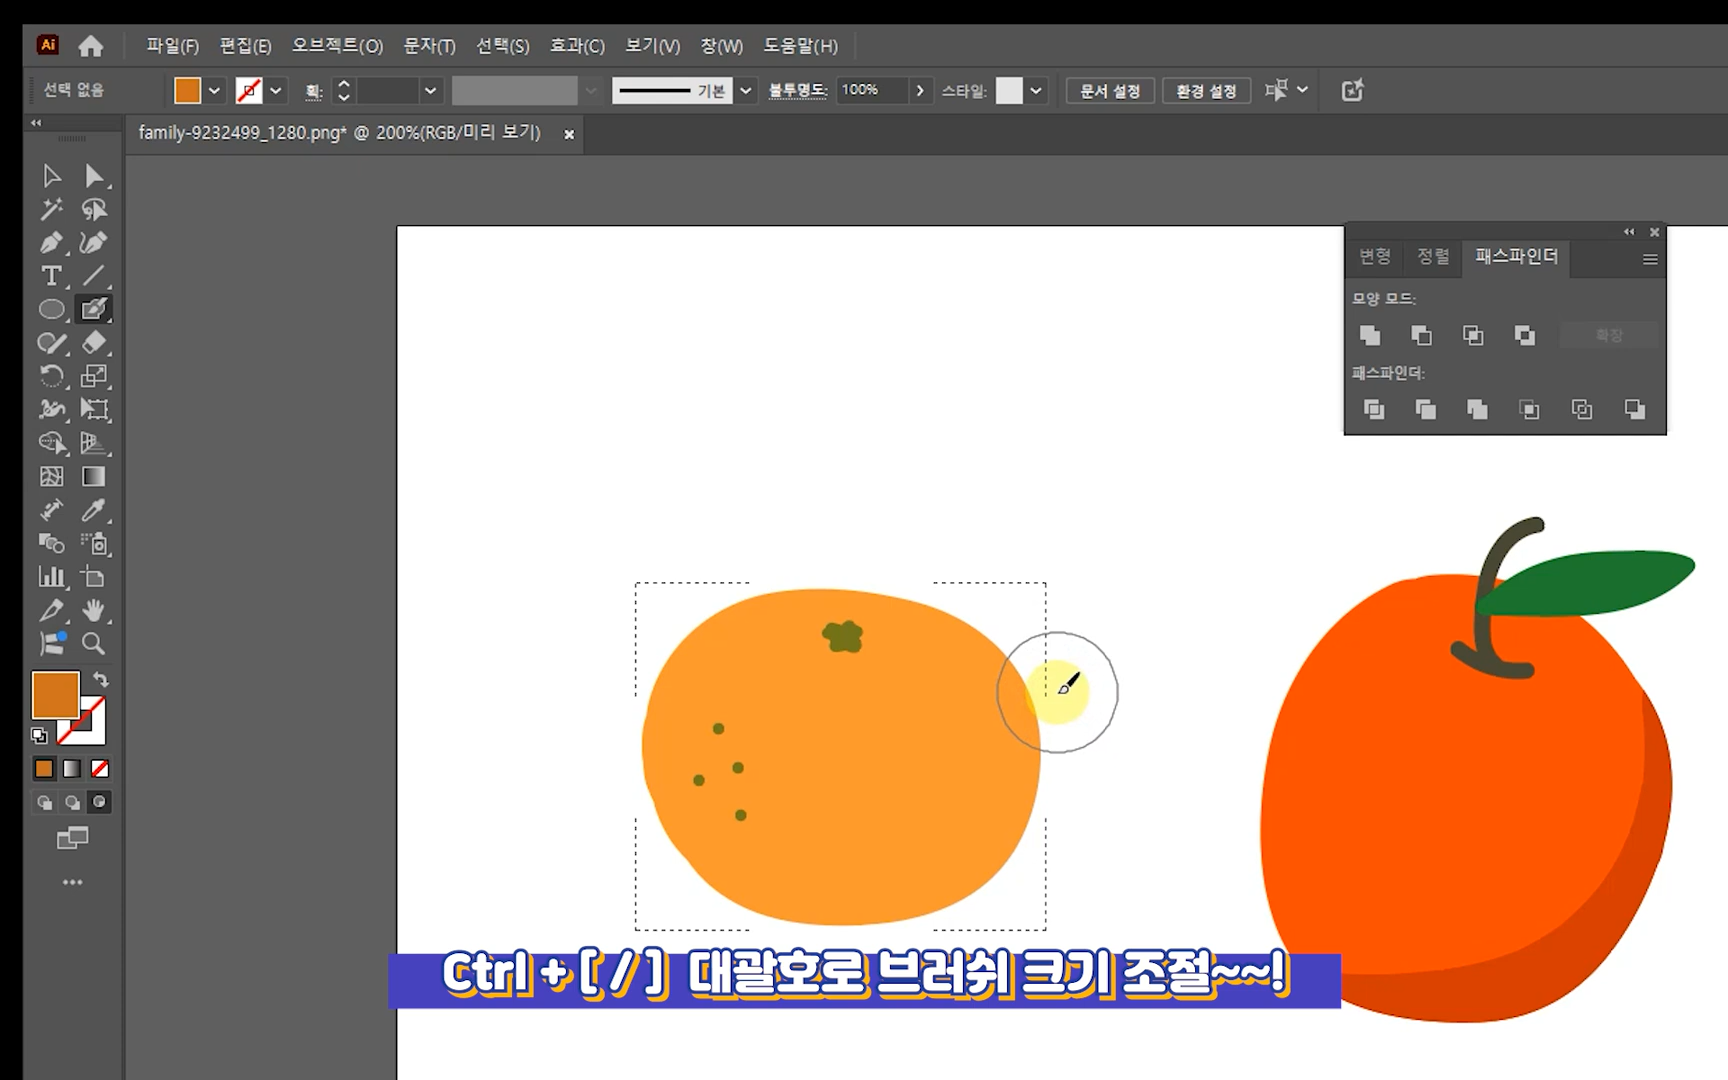 Ai 파일(F) 편집(E) 오브젝트(O) 문자(T) 선택(S) 효과(C) 보기(V) 창(W) 도움말(H)
선택 없음 획: 기본 불투명도: 100% 스타일: 문서 설정 환경 설정
family-9232499_1280.png* @ 200%(RGB/미리 보기)
변형 정렬 패스파인더
모양 모드:
확장
패스파인더:
Ctrl + [ / ] 대괄호로 브러쉬 크기 조절~~!